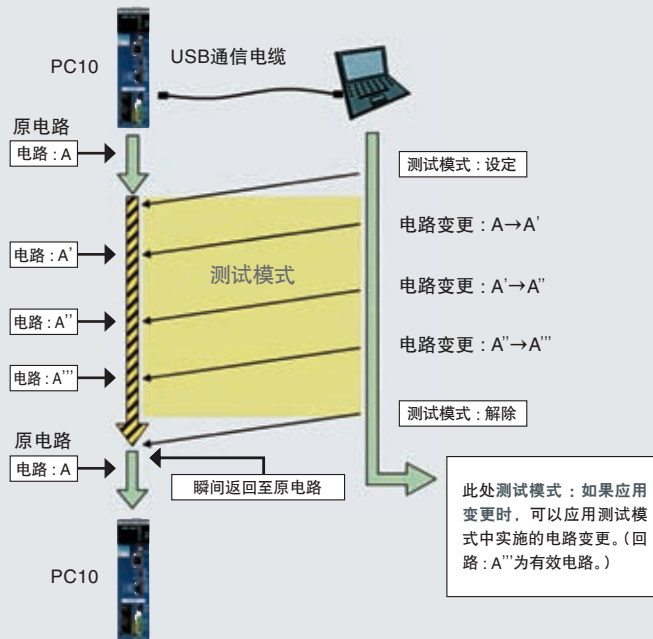 PC10
USB通信电缆
原电路
电路：A
测试模式：设定
电路变更：A→A'
电路：A'
测试模式
电路变更：A'→A''
电路：A''
电路变更：A''→A'''
电路：A'''
测试模式：解除
原电路
电路：A
瞬间返回至原电路
此处测试模式：如果应用
变更时，可以应用测试模
式中实施的电路变更。（回
路：A'''为有效电路。）
PC10